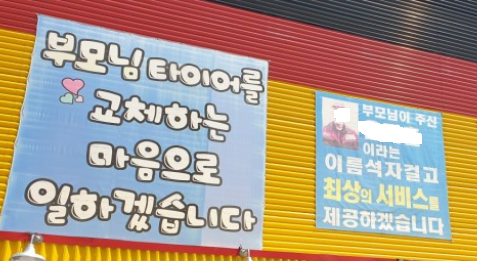 부모님 타이어를
교체하는
마음으로
일하겠습니다
부모님이 주신
이라는
이름석자걸고
최상의 서비스를
제공하겠습니다